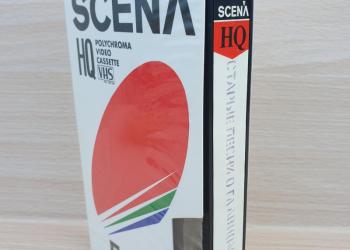 SCENA
HQ
POLYCHROMA
VIDEO
CASSETTE
VHS
SCENA
HQ
СТАРЫЕ ПЕСНИ О ГЛАВНОМ